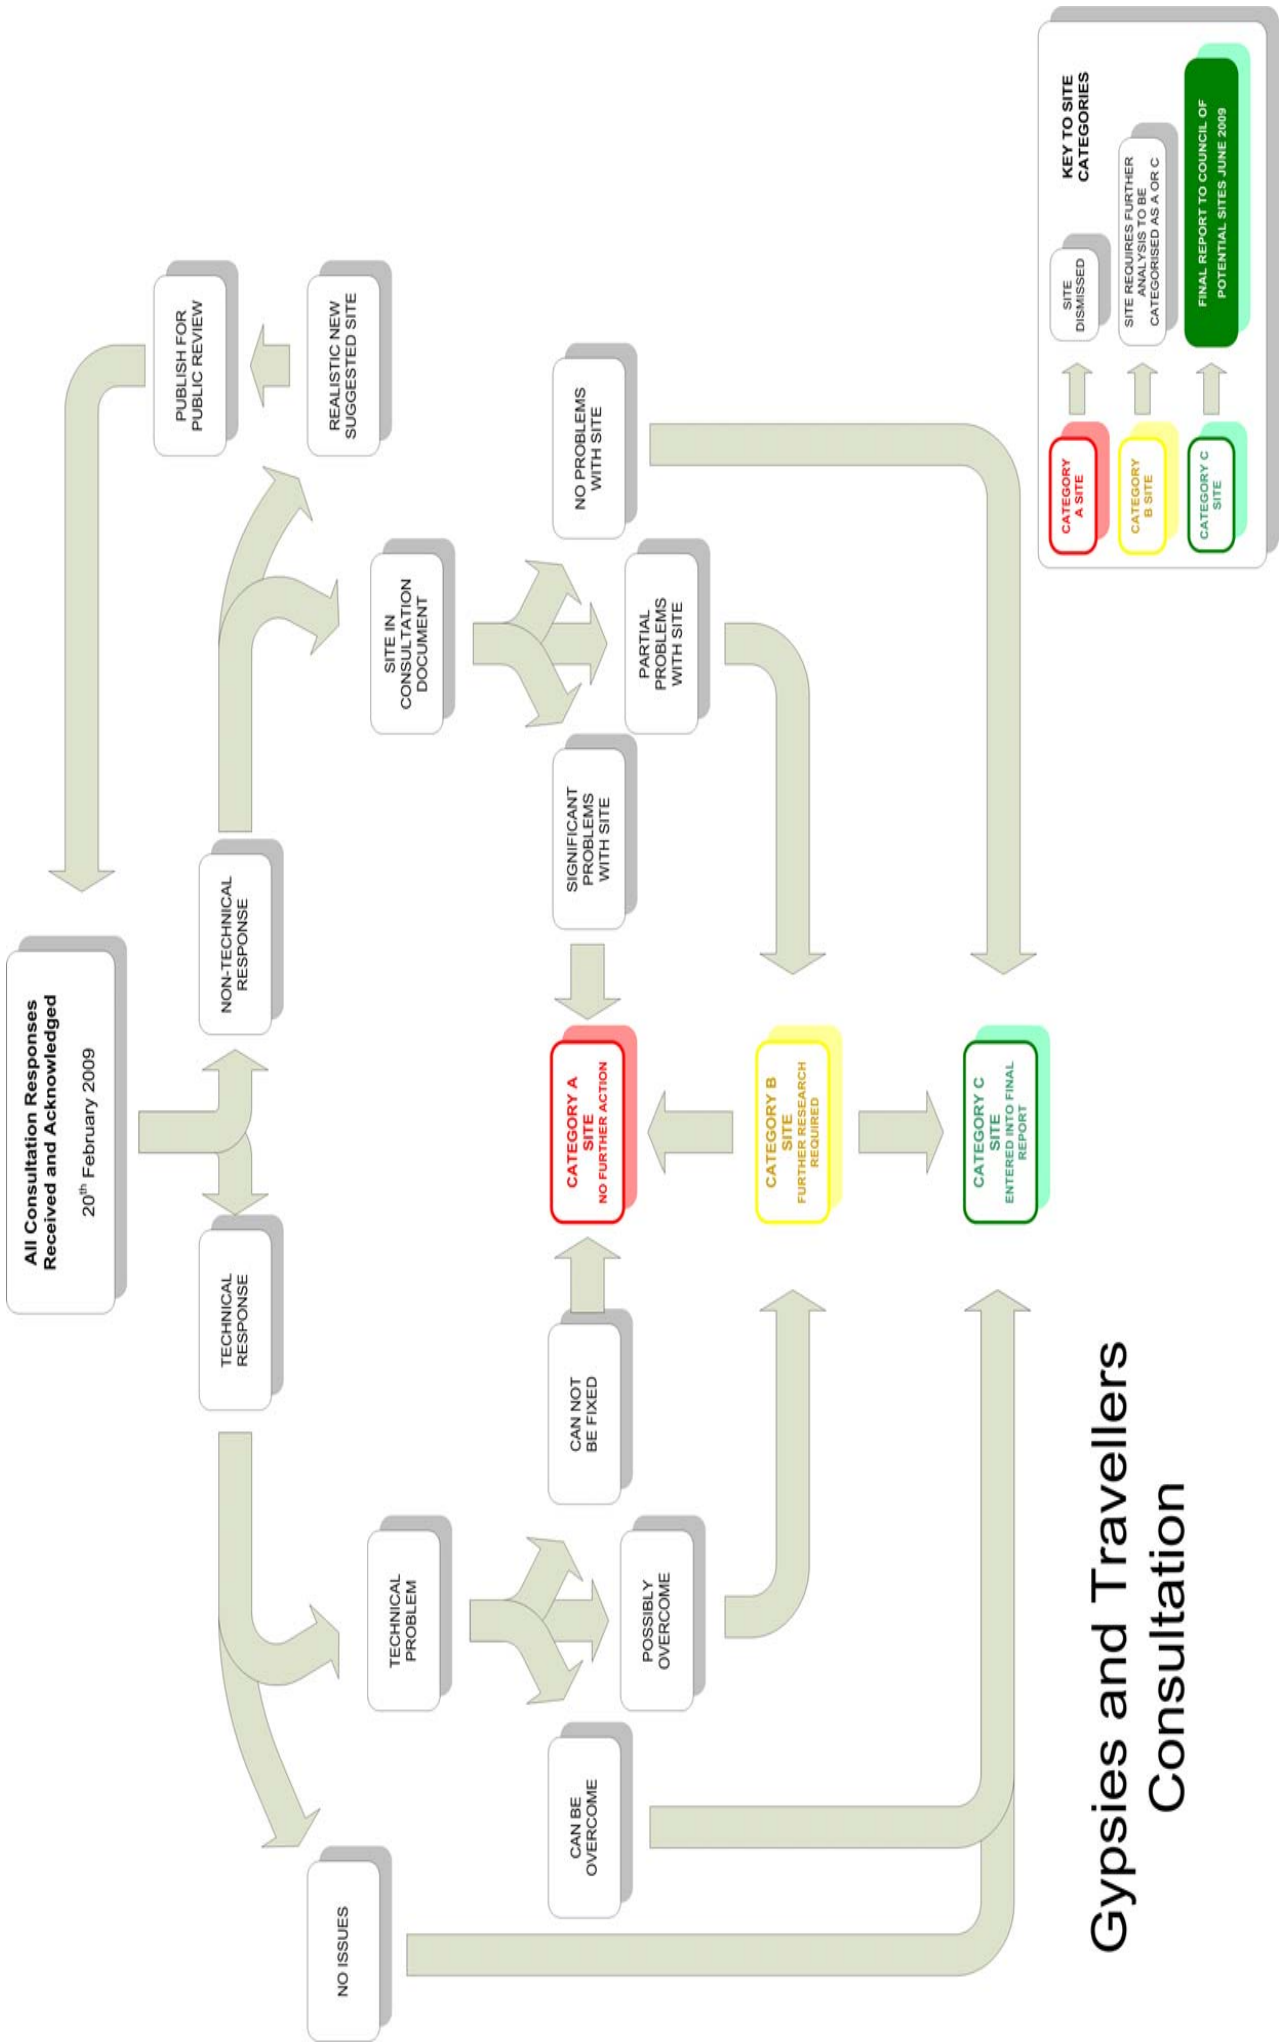 All Consultation Responses
Received and Acknowledged
20th February 2009
TECHNICAL
RESPONSE
NON-TECHNICAL
RESPONSE
PUBLISH FOR
PUBLIC REVIEW
NO ISSUES
REALISTIC NEW
SUGGESTED SITE
TECHNICAL
PROBLEM
SITE IN
CONSULTATION
DOCUMENT
CAN BE
OVERCOME
CAN NOT
BE FIXED
CATEGORY A
SITE
NO FURTHER ACTION
SIGNIFICANT
PROBLEMS
WITH SITE
NO PROBLEMS
WITH SITE
POSSIBLY
OVERCOME
PARTIAL
PROBLEMS
WITH SITE
CATEGORY B
SITE
FURTHER RESEARCH
REQUIRED
CATEGORY C
SITE
ENTERED INTO FINAL
REPORT
Gypsies and Travellers
Consultation
KEY TO SITE
CATEGORIES
CATEGORY
A SITE
SITE
DISMISSED
CATEGORY
B SITE
SITE REQUIRES FURTHER
ANALYSIS TO BE
CATEGORISED AS A OR C
CATEGORY C
SITE
FINAL REPORT TO COUNCIL OF
POTENTIAL SITES JUNE 2009